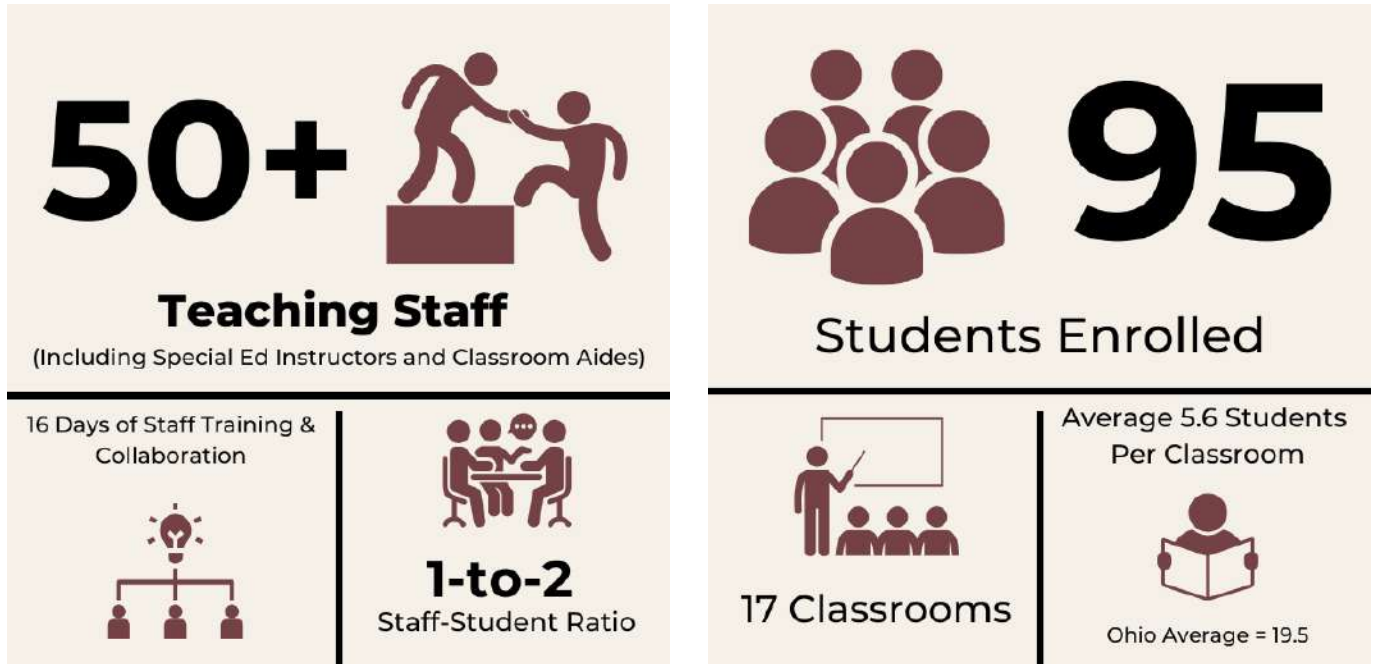 50+
Teaching Staff
(Including Special Ed Instructors and Classroom Aides)
16 Days of Staff Training &
Collaboration
1-to-2
Staff-Student Ratio
95
Students Enrolled
17 Classrooms
Average 5.6 Students
Per Classroom
Ohio Average = 19.5